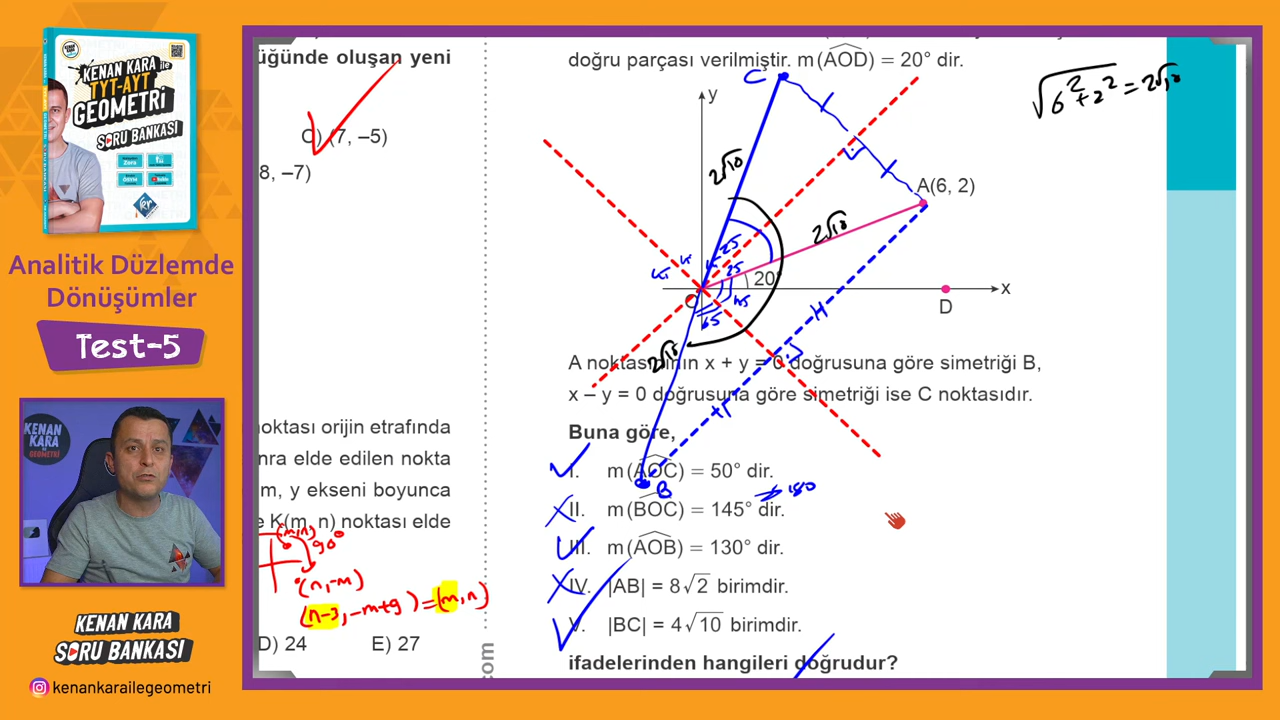 KENAN KARA ile
TYT-AYT
GEOMETRİ
SORU BANKASI
Analitik Düzlemde
Dönüşümler
Test-5
KENAN KARA
ile
GEOMETRİ
KENAN KARA
SORU BANKASI
kenankarailegeometri
üğünde oluşan yeni
C) (7, –5)
8, –7)
noktası orijin etrafında
nra elde edilen nokta
m, y ekseni boyunca
e K(m, n) noktası elde
(m,n)
90°
(n,-m)
(n-3, -m+9) = (m,n)
D) 24 E) 27
com
doğru parçası verilmiştir. m(AOD) = 20° dir.
√6²+2² = 2√10
C
y
2√10
A(6, 2)
2√10
25
25
20°
45
65
O
x
D
H
2√10
A noktasının x + y = 0 doğrusuna göre simetriği B,
x – y = 0 doğrusuna göre simetriği ise C noktasıdır.
Buna göre,
I. m(AOC) = 50° dir.
B
II. m(BOC) = 145° dir. ≠ 180
III. m(AOB) = 130° dir.
IV. |AB| = 8√2 birimdir.
V. |BC| = 4√10 birimdir.
ifadelerinden hangileri doğrudur?